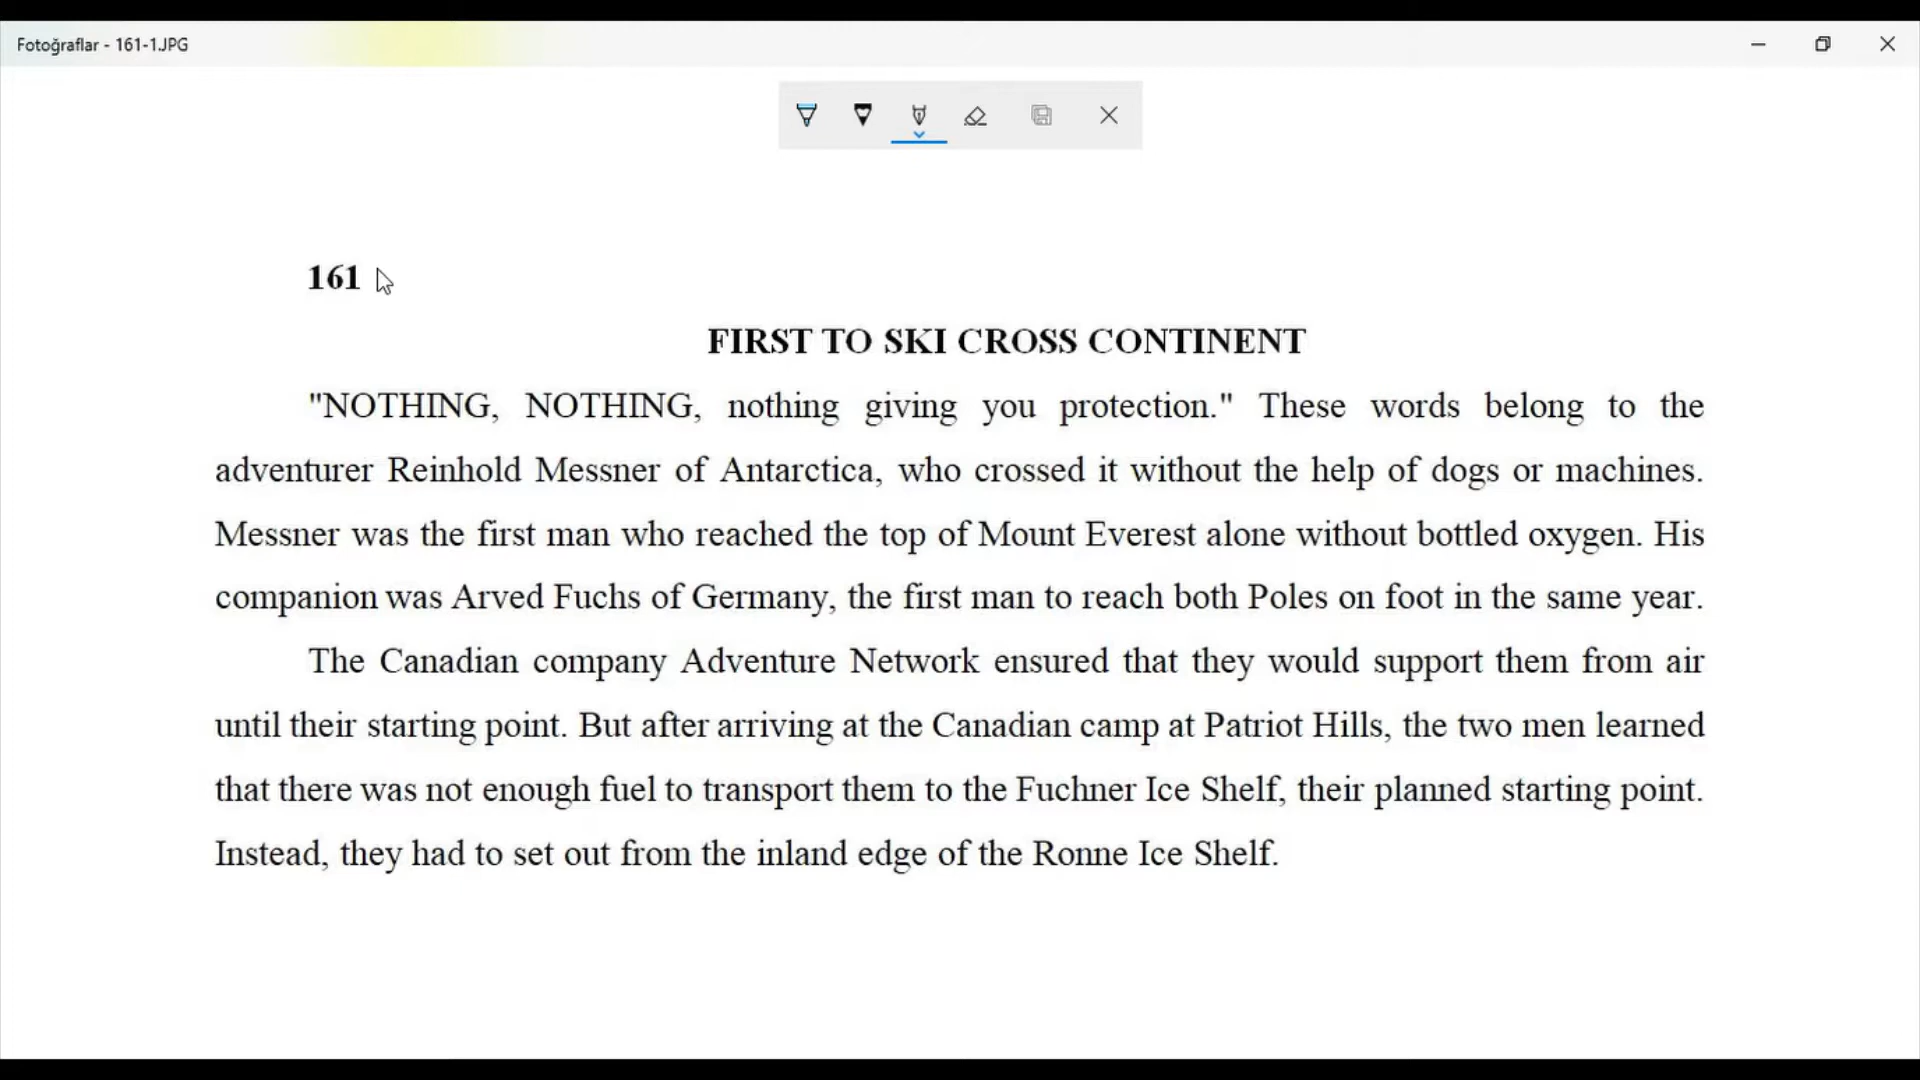 Fotoğraflar - 161-1.JPG
161
FIRST TO SKI CROSS CONTINENT
"NOTHING, NOTHING, nothing giving you protection." These words belong to the
adventurer Reinhold Messner of Antarctica, who crossed it without the help of dogs or machines.
Messner was the first man who reached the top of Mount Everest alone without bottled oxygen. His
companion was Arved Fuchs of Germany, the first man to reach both Poles on foot in the same year.
The Canadian company Adventure Network ensured that they would support them from air
until their starting point. But after arriving at the Canadian camp at Patriot Hills, the two men learned
that there was not enough fuel to transport them to the Fuchner Ice Shelf, their planned starting point.
Instead, they had to set out from the inland edge of the Ronne Ice Shelf.